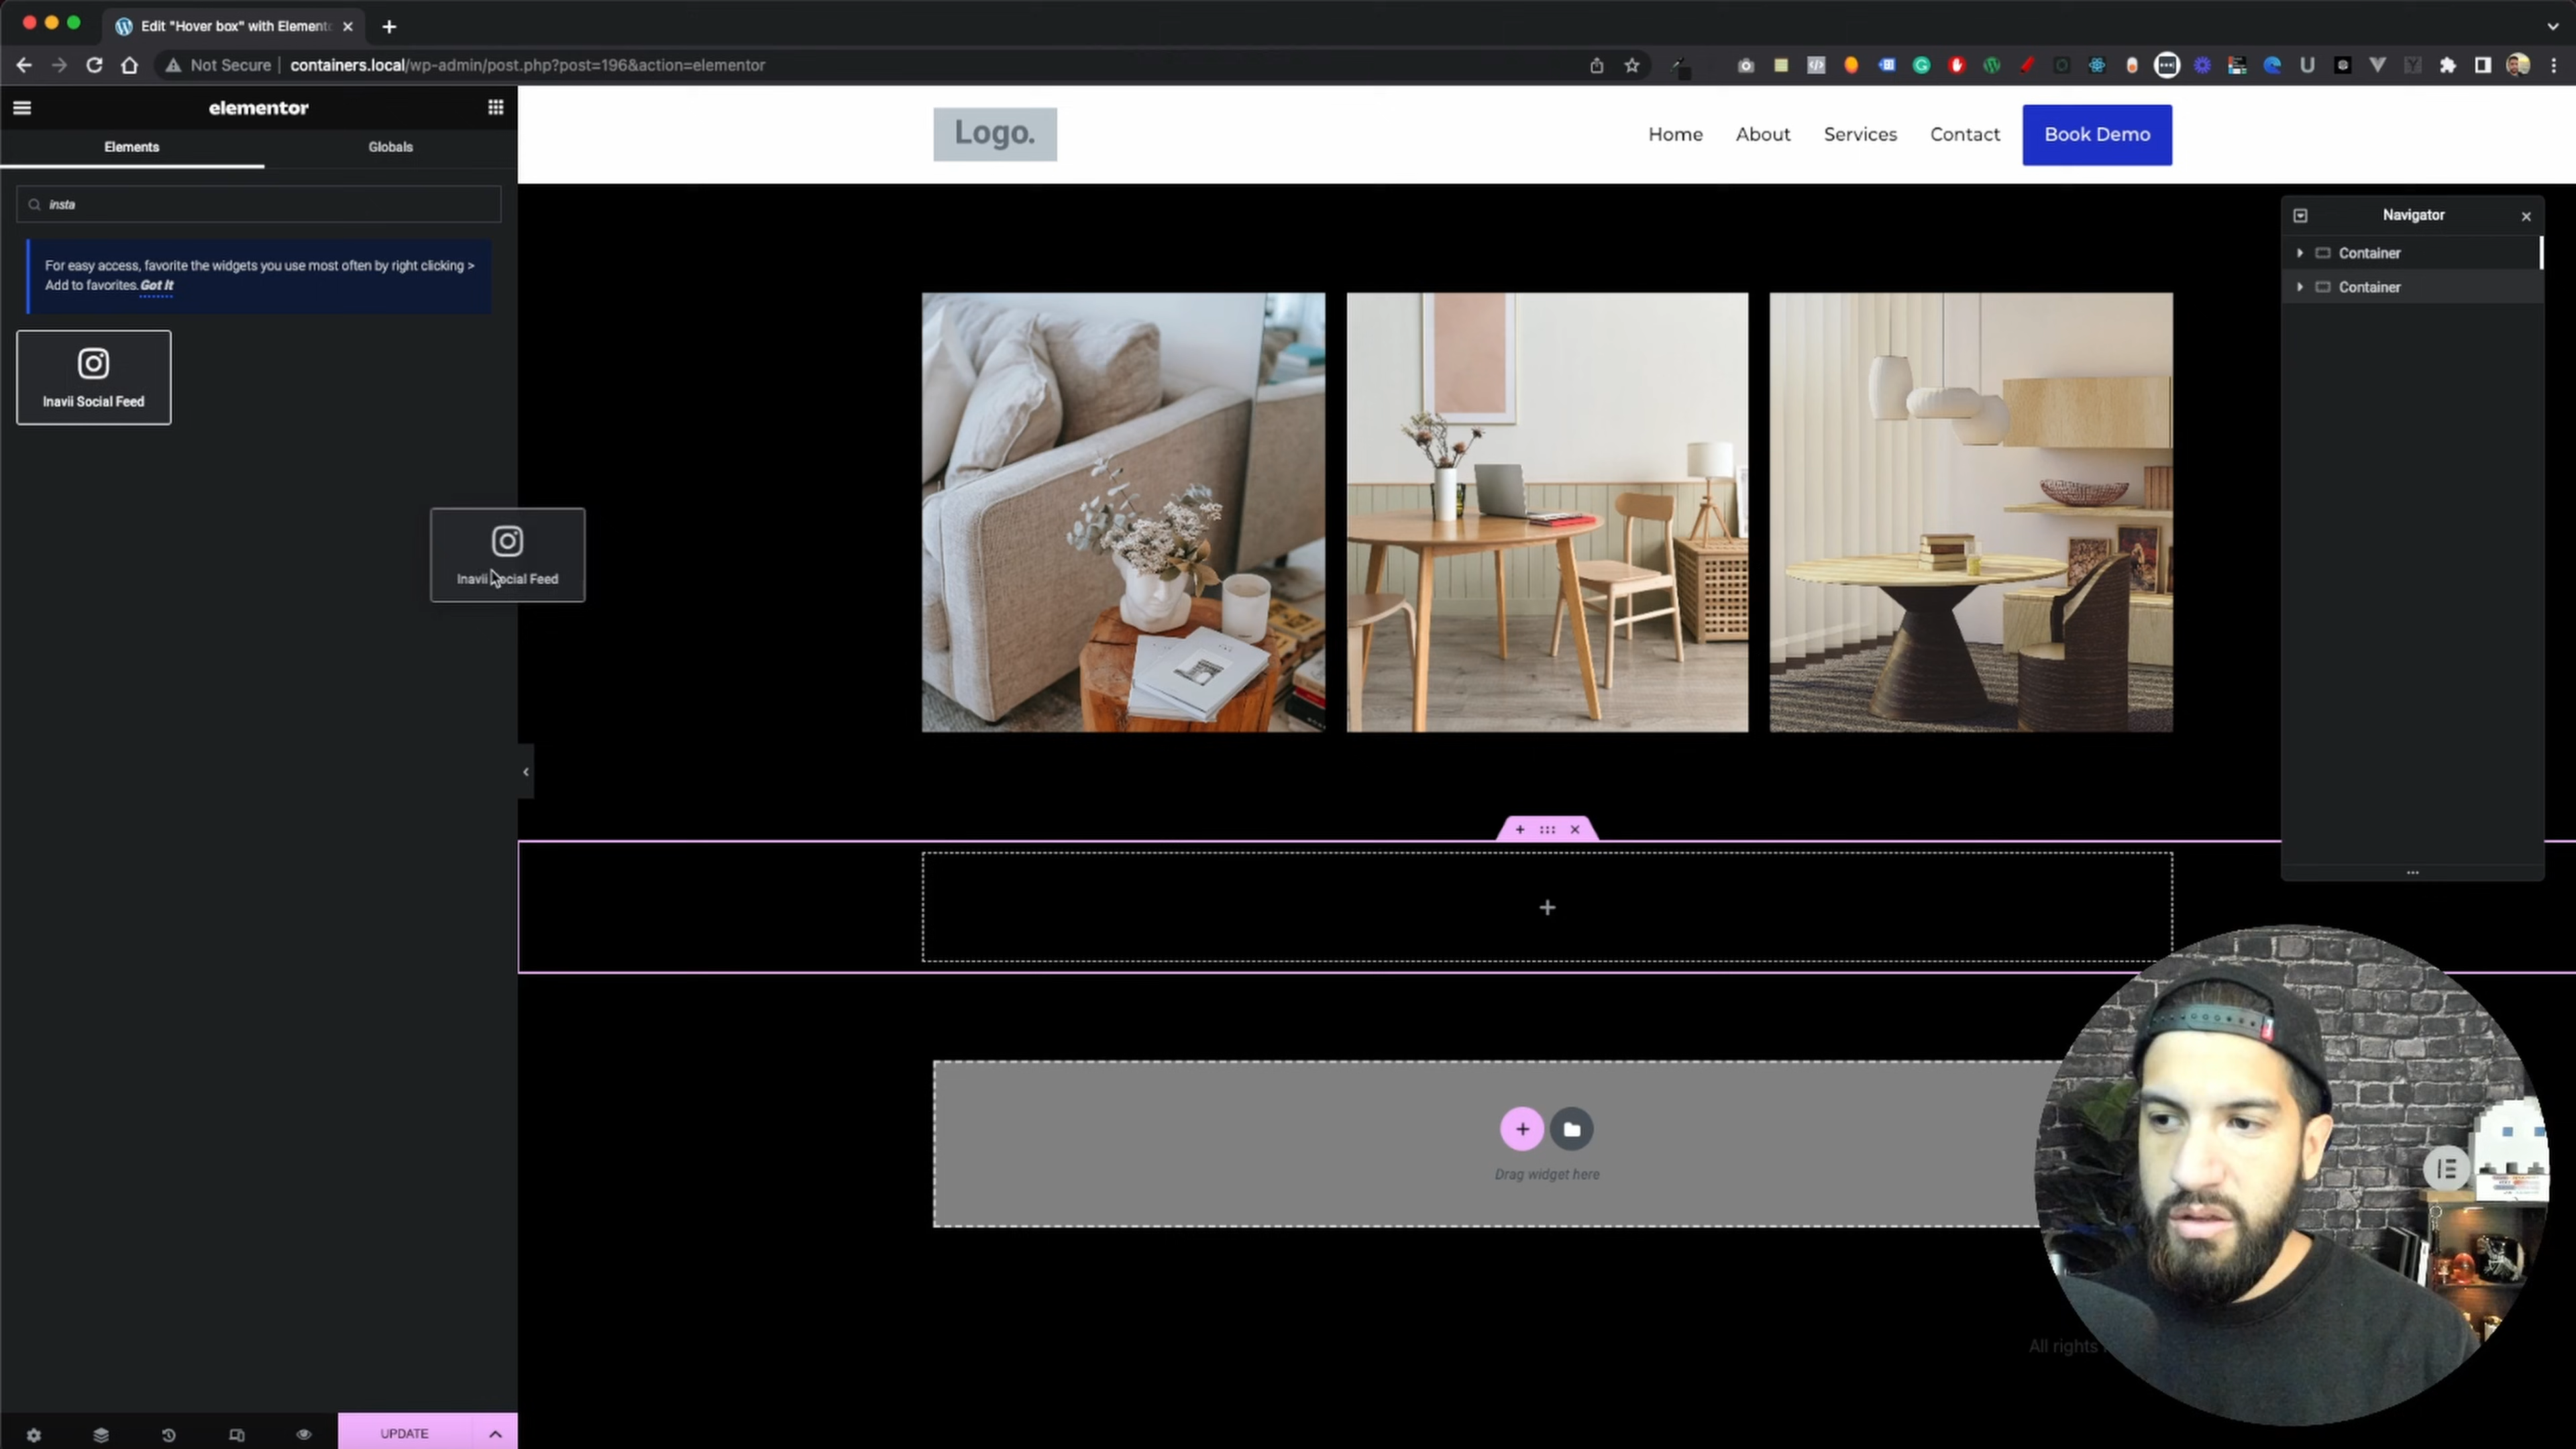 Edit "Hover box" with Elemento
Not Secure
containers.local/wp-admin/post.php?post=196&action=elementor
elementor
Elements
Globals
insta
For easy access, favorite the widgets you use most often by right clicking >
Add to favorites. Got It
Inavii Social Feed
Inavii Social Feed
UPDATE
Logo.
Home
About
Services
Contact
Book Demo
Navigator
Container
Container
Drag widget here
All rights